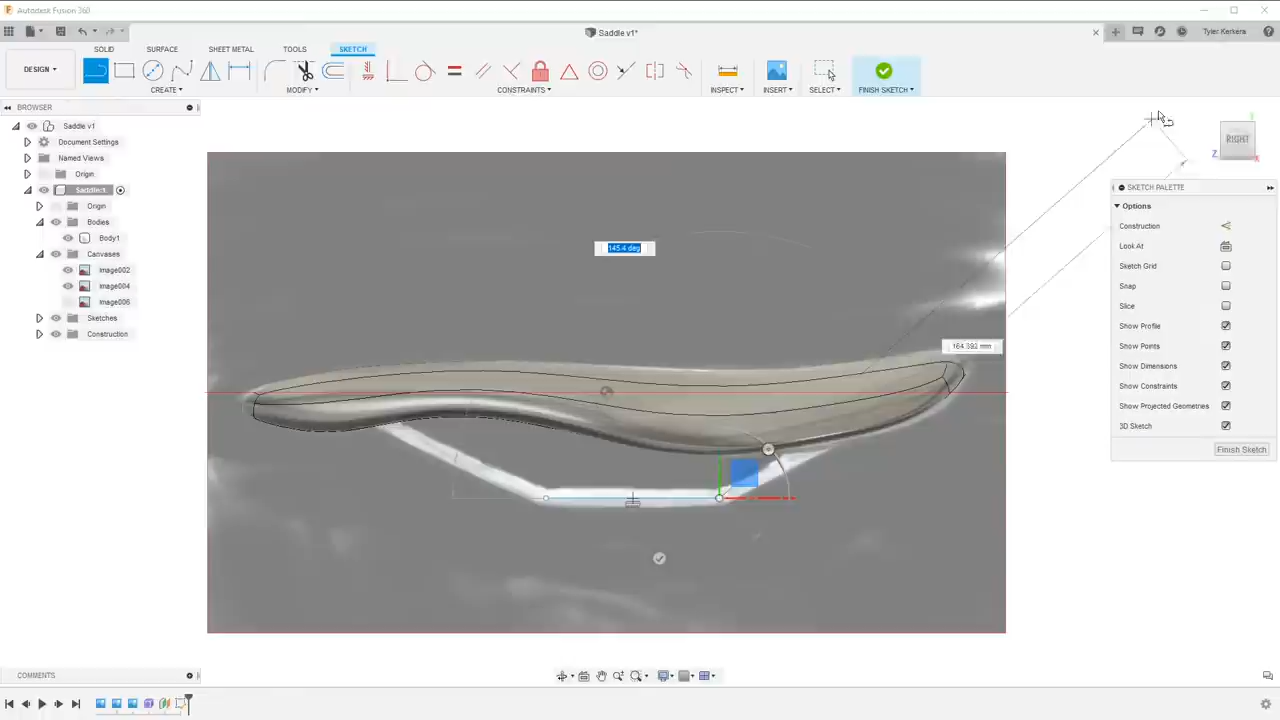 Autodesk Fusion 360
Saddle v1*
Tyler Kerkera
DESIGN
SOLID
SURFACE
SHEET METAL
TOOLS
SKETCH
CREATE
MODIFY
CONSTRAINTS
INSPECT
INSERT
SELECT
FINISH SKETCH
BROWSER
Saddle v1
Document Settings
Named Views
Origin
Origin
Bodies
Body1
Canvases
image002
image004
image006
Sketches
Construction
145.4 deg
164.392 mm
RIGHT
Z
X
SKETCH PALETTE
Options
Construction
Look At
Sketch Grid
Snap
Slice
Show Profile
Show Points
Show Dimensions
Show Constraints
Show Projected Geometries
3D Sketch
Finish Sketch
COMMENTS